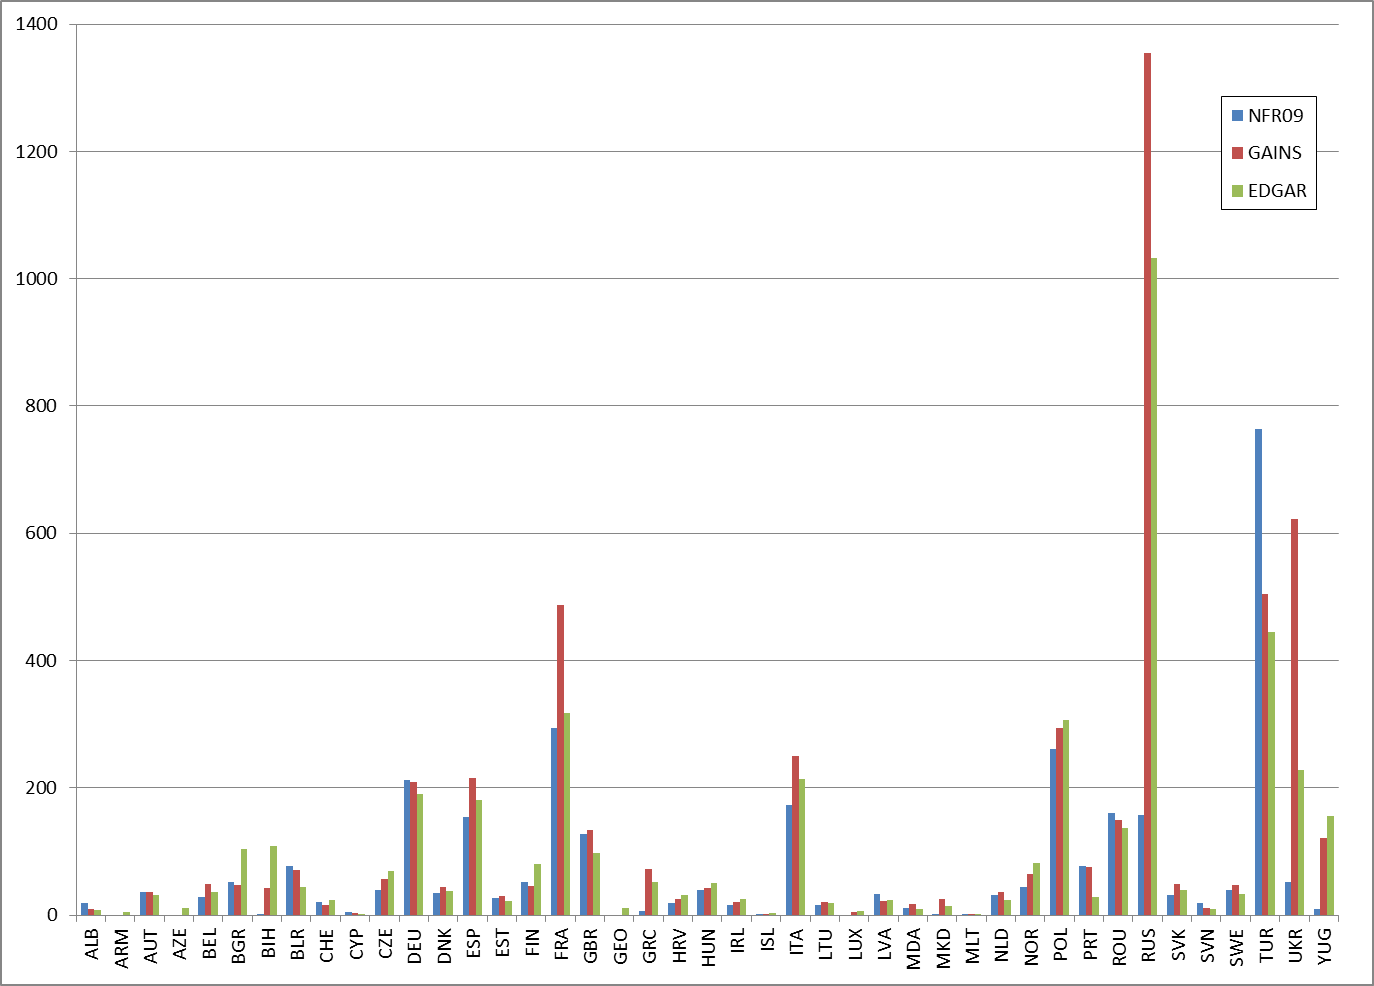 1400
1200
1000
800
600
400
200
0
NFR09
GAINS
EDGAR
ALB ARM AUT AZE BEL BGR BIH BLR CHE CYP CZE DEU DNK ESP EST FIN FRA GBR GEO GRC HRV HUN IRL ISL ITA LTU LUX LVA MDA MKD MLT NLD NOR POL PRT ROU RUS SVK SVN SWE TUR UKR YUG